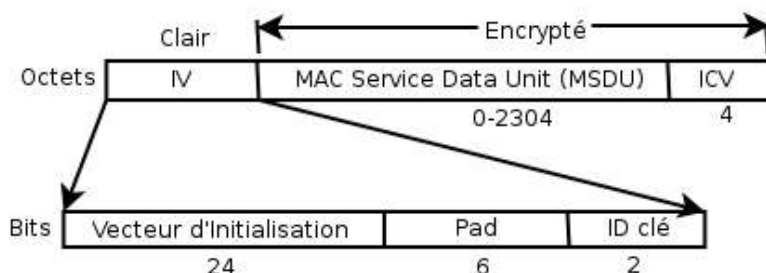 Clair
Encrypté
Octets IV MAC Service Data Unit (MSDU) ICV
0-2304 4
Bits Vecteur d'Initialisation Pad ID clé
24 6 2